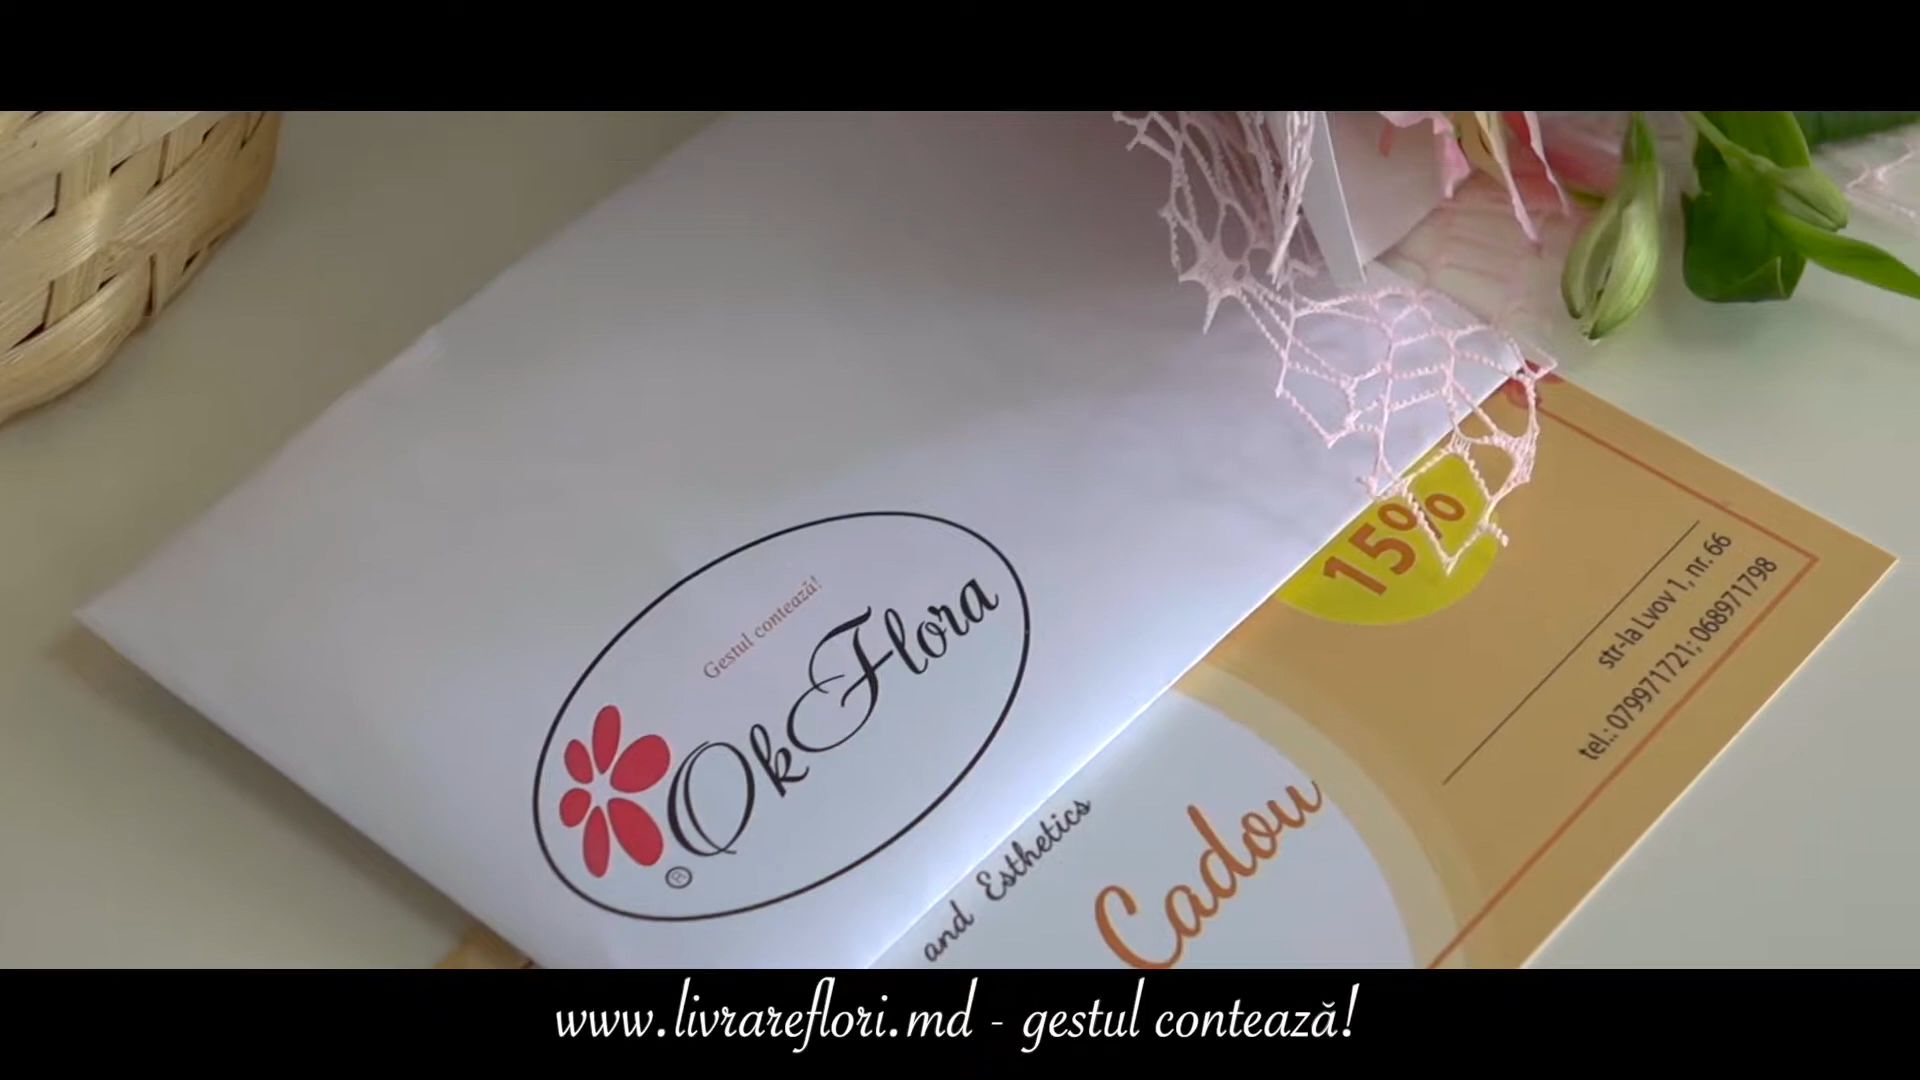 Gestul contează!
OkFlora
®
15%
str-la Lvov 1, nr. 66
tel.: 079971721; 068971798
and Esthetics
Cadou
www.livrareflori.md - gestul contează!